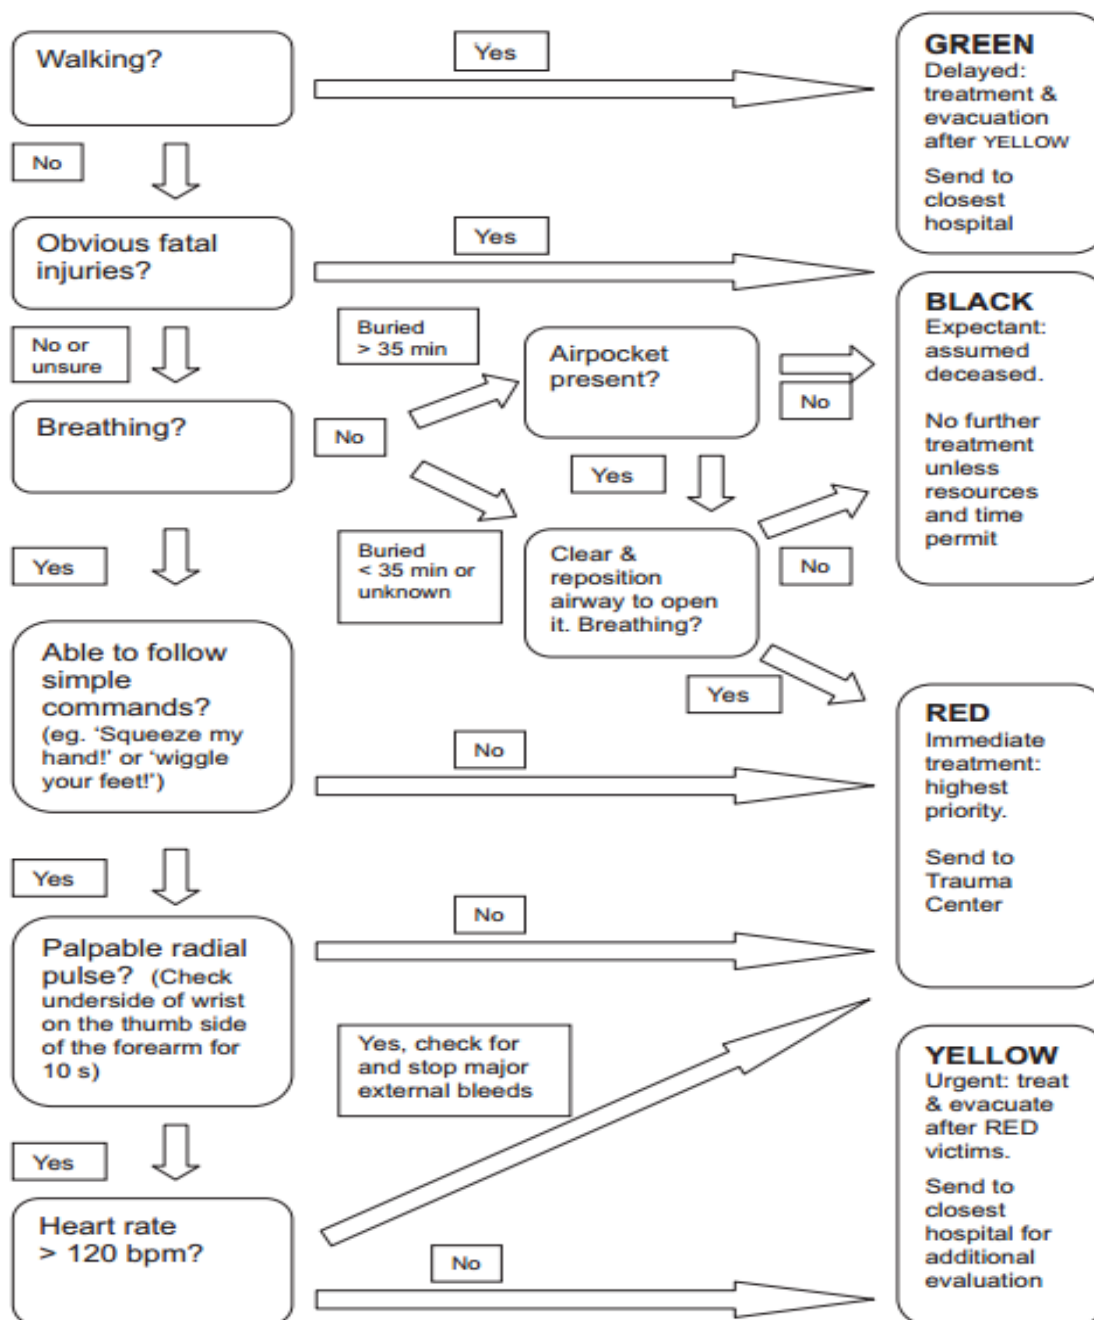 Walking?
Yes
GREEN
Delayed:
treatment &
evacuation
after YELLOW
Send to
closest
hospital
No
Obvious fatal
injuries?
Yes
BLACK
Expectant:
assumed
deceased.
No further
treatment
unless
resources
and time
permit
No or
unsure
Buried
> 35 min
Airpocket
present?
No
Breathing?
No
Yes
Buried
< 35 min or
unknown
Clear &
reposition
airway to open
it. Breathing?
No
Yes
Yes
Able to follow
simple
commands?
(eg. ‘Squeeze my
hand!’ or ‘wiggle
your feet!’)
No
RED
Immediate
treatment:
highest
priority.
Send to
Trauma
Center
Yes
Palpable radial
pulse? (Check
underside of wrist
on the thumb side
of the forearm for
10 s)
No
Yes, check for
and stop major
external bleeds
YELLOW
Urgent: treat
& evacuate
after RED
victims.
Send to
closest
hospital for
additional
evaluation
Yes
Heart rate
> 120 bpm?
No